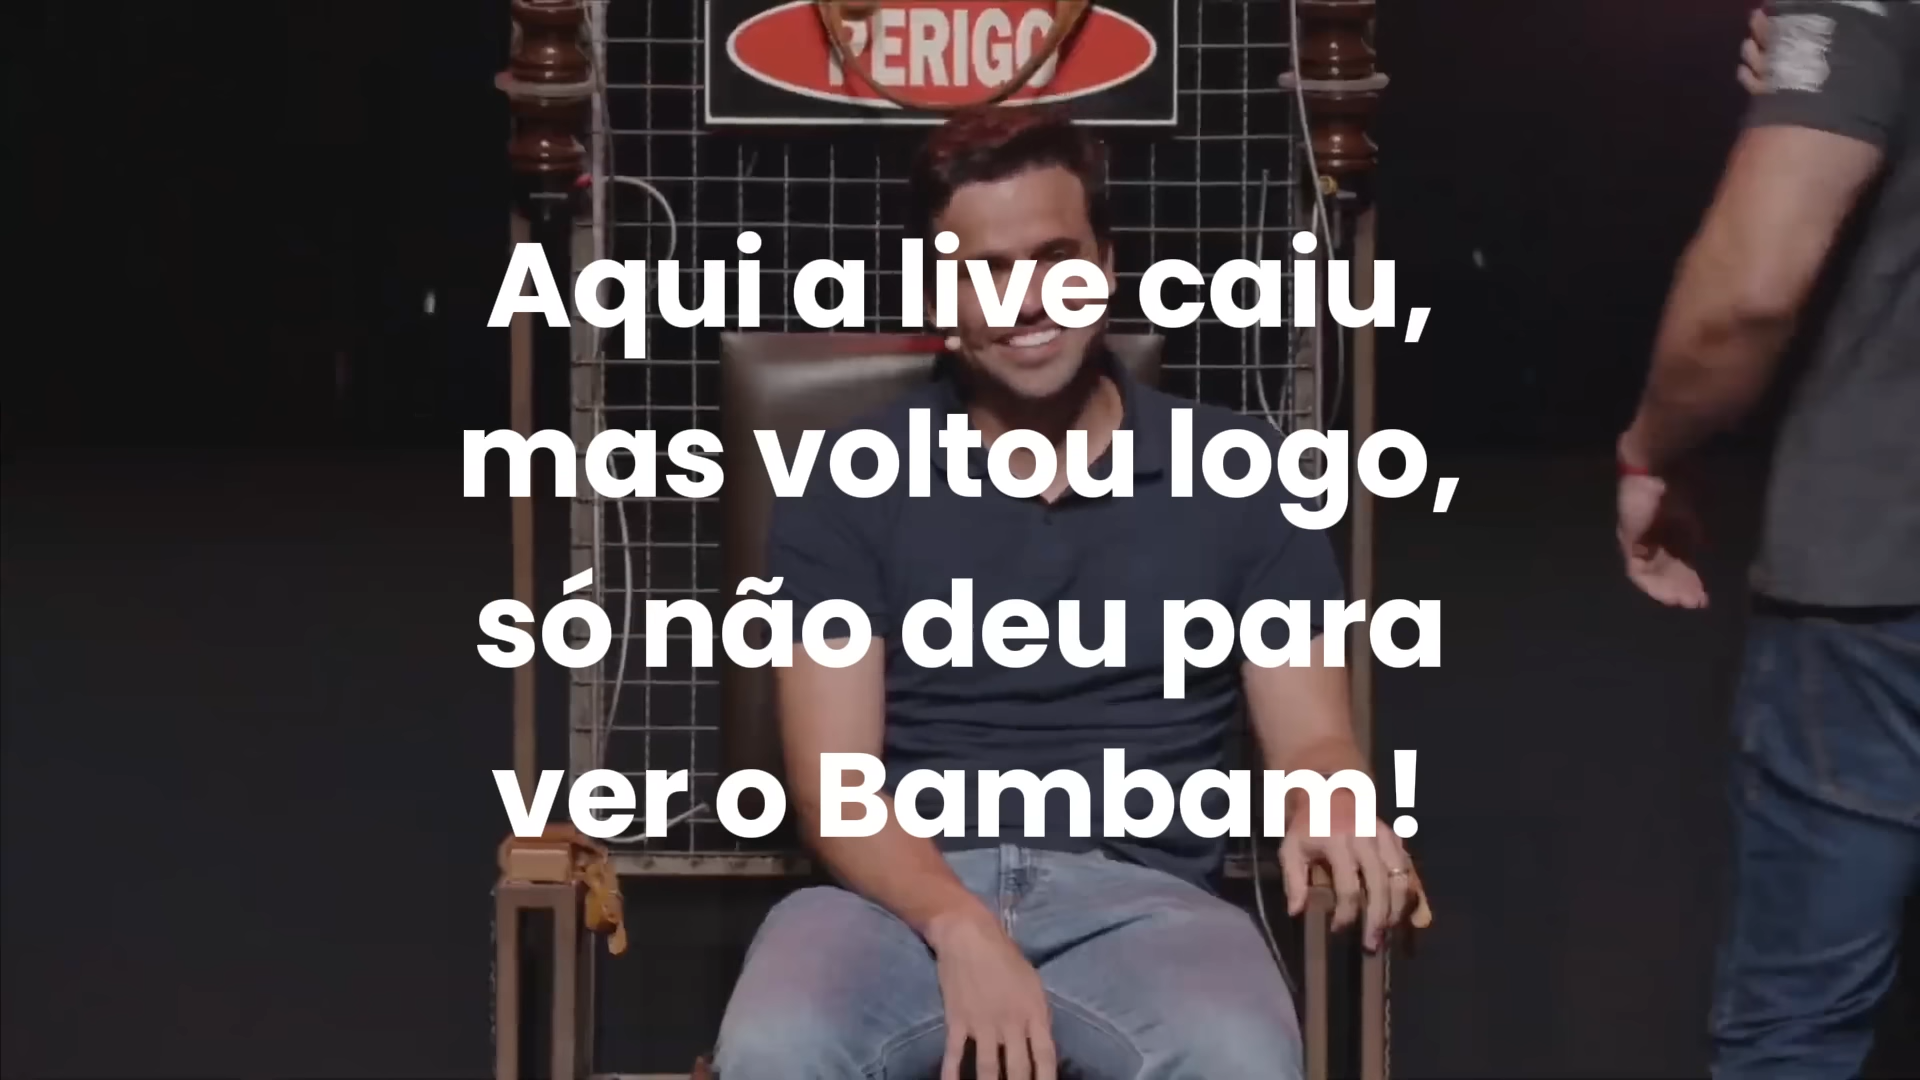 PERIGO
Aqui a live caiu,
mas voltou logo,
só não deu para
ver o Bambam!